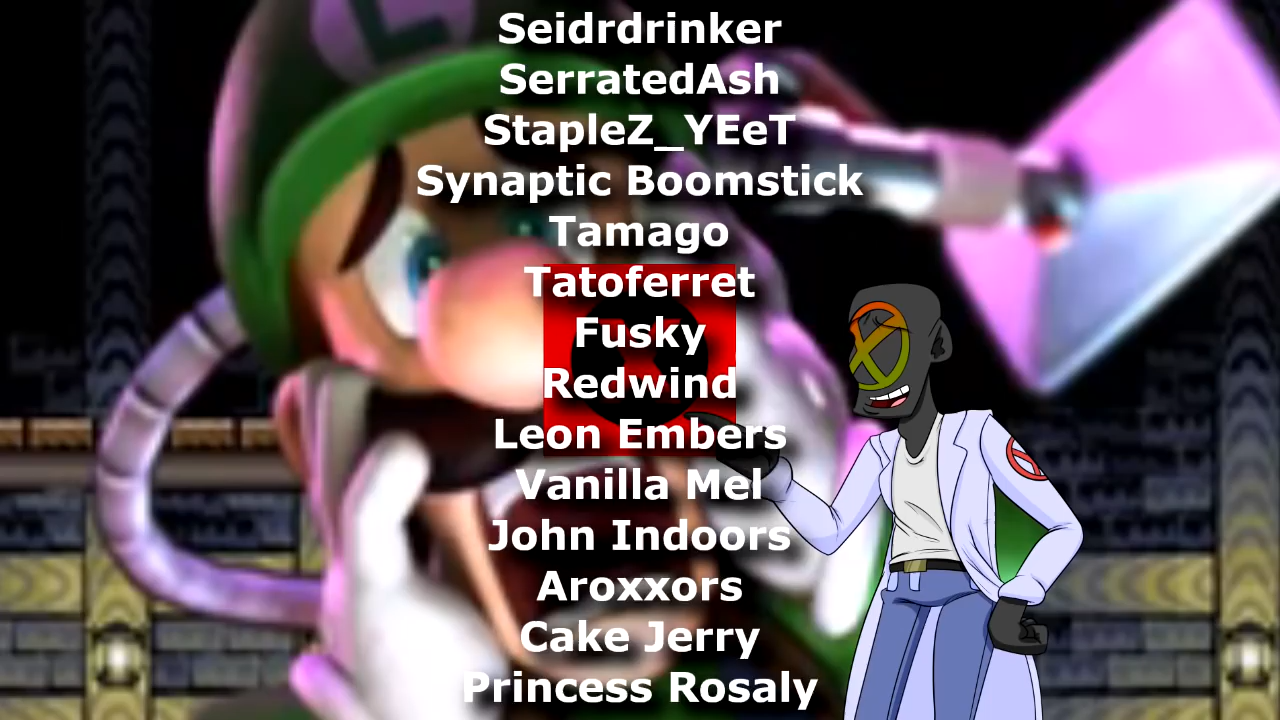 Seidrdrinker
SerratedAsh
StapleZ_YEeT
Synaptic Boomstick
Tamago
Tatoferret
Fusky
Redwind
Leon Embers
Vanilla Mel
John Indoors
Aroxxors
Cake Jerry
Princess Rosaly
L